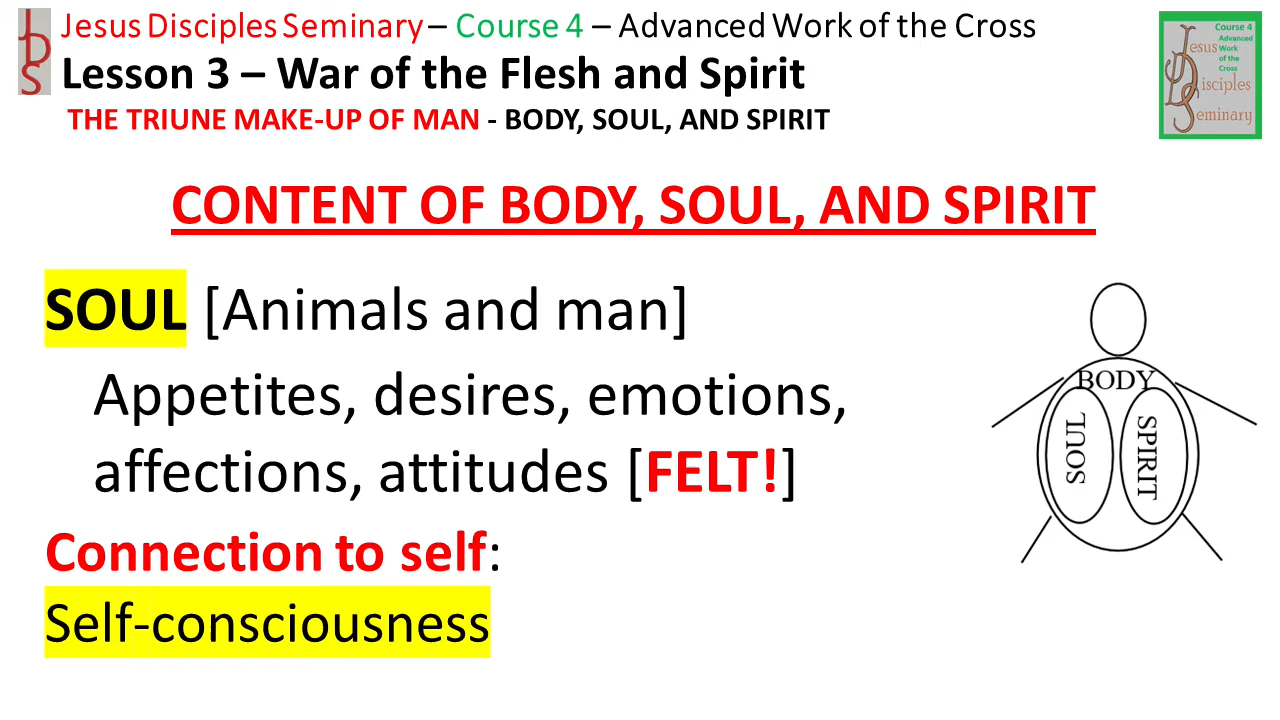 JDS
Jesus Disciples Seminary – Course 4 – Advanced Work of the Cross
Lesson 3 – War of the Flesh and Spirit
THE TRIUNE MAKE-UP OF MAN - BODY, SOUL, AND SPIRIT
Course 4
Advanced
Work
of the
Cross
Jesus
Disciples
Seminary
CONTENT OF BODY, SOUL, AND SPIRIT
SOUL [Animals and man]
Appetites, desires, emotions,
affections, attitudes [FELT!]
Connection to self:
Self-consciousness
BODY
SOUL
SPIRIT